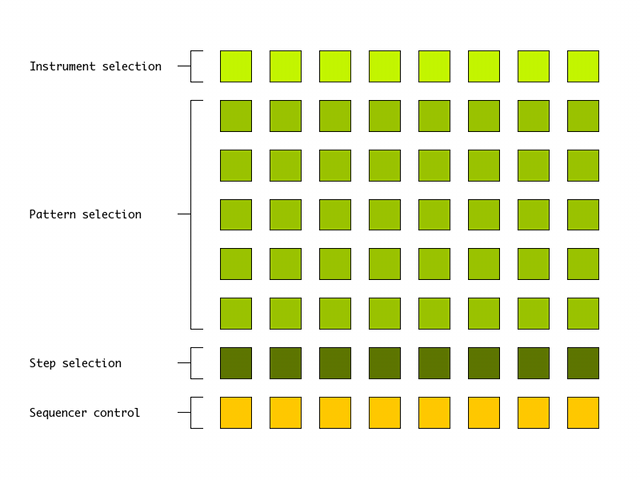 Instrument selection
Pattern selection
Step selection
Sequencer control